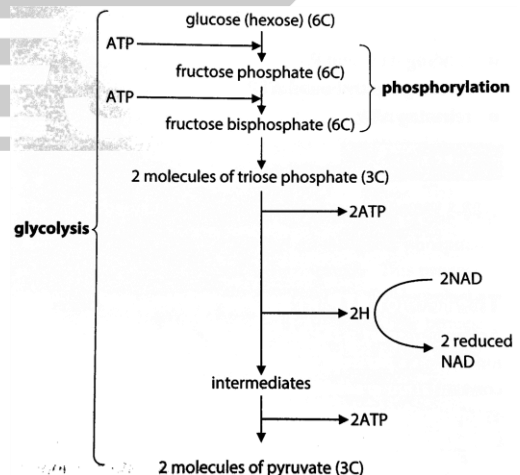 glucose (hexose) (6C)
ATP
fructose phosphate (6C)
phosphorylation
ATP
fructose bisphosphate (6C)
2 molecules of triose phosphate (3C)
glycolysis
2ATP
2NAD
2H
2 reduced
NAD
intermediates
2ATP
2 molecules of pyruvate (3C)